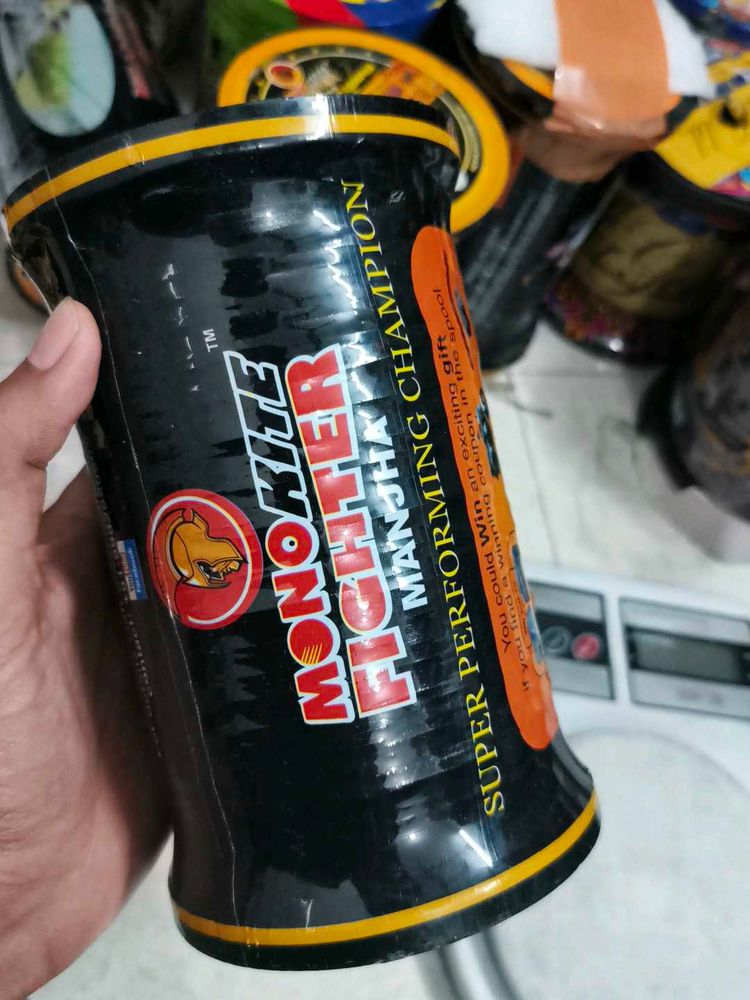 TM
MONOKITE
FIGHTER
MANJHA
SUPER PERFORMING CHAMPION
You could Win an exciting gift
if you find a winning coupon in the spool